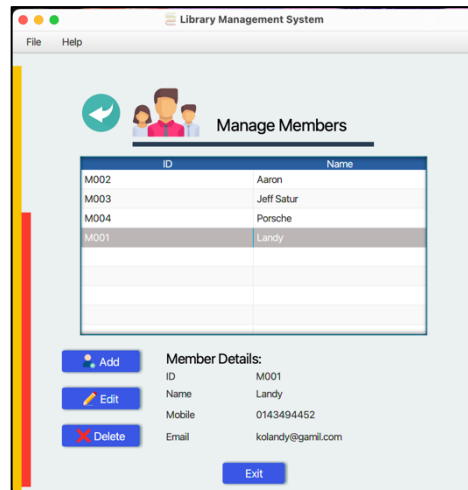 Library Management System
File Help
Manage Members
ID Name
M002 Aaron
M003 Jeff Satur
M004 Porsche
M001 Landy
Add
Edit
Delete
Member Details:
ID M001
Name Landy
Mobile 0143494452
Email kolandy@gamil.com
Exit